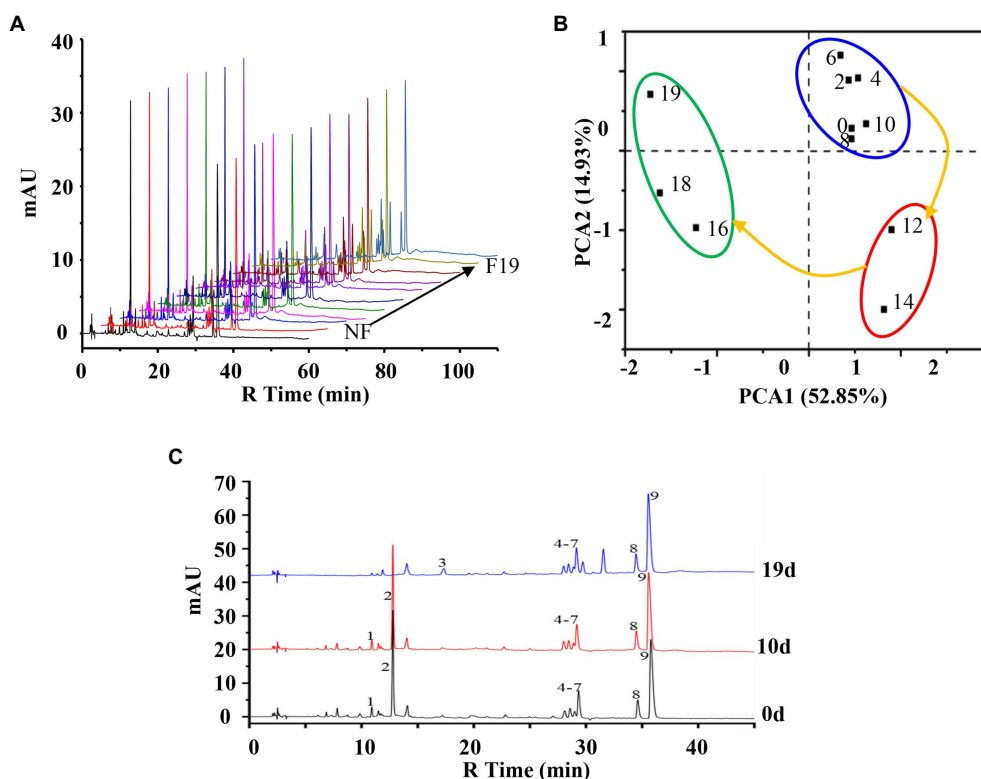 A
40
30
20
10
0
mAU
F19
NF
0 20 40 60 80 100
R Time (min)
B
1
0
-1
-2
PCA2 (14.93%)
6
2 4
19
0 10
8
18
16
12
14
-2 -1 0 1 2
PCA1 (52.85%)
C
70
60
50
40
30
20
10
0
mAU
9
4-7
3 8
19d
2 9
4-7
1 8
10d
2 9
4-7
1 8
0d
0 10 20 30 40
R Time (min)